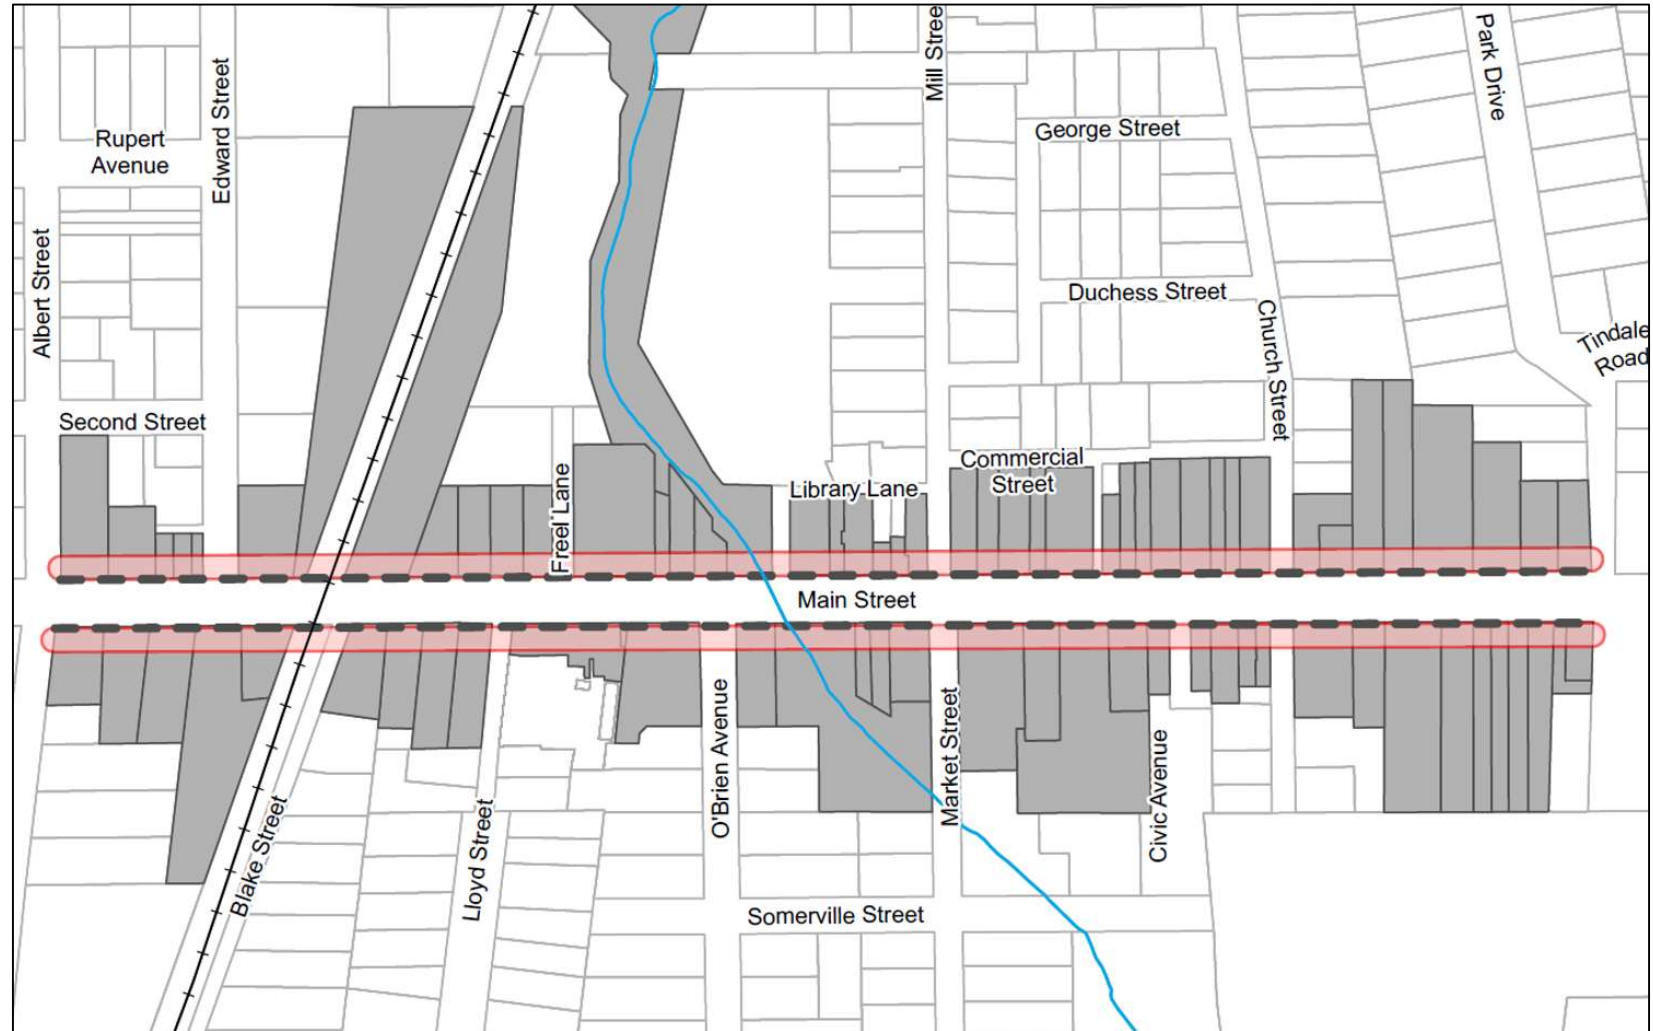 Mill Stree
Park Drive
Edward Street
George Street
Rupert
Avenue
Albert Street
Duchess Street
Church Street
Tindale
Road
Second Street
Commercial
Street
Library Lane
Freel Lane
Main Street
O'Brien Avenue
Market Street
Civic Avenue
Blake Street
Lloyd Street
Somerville Street